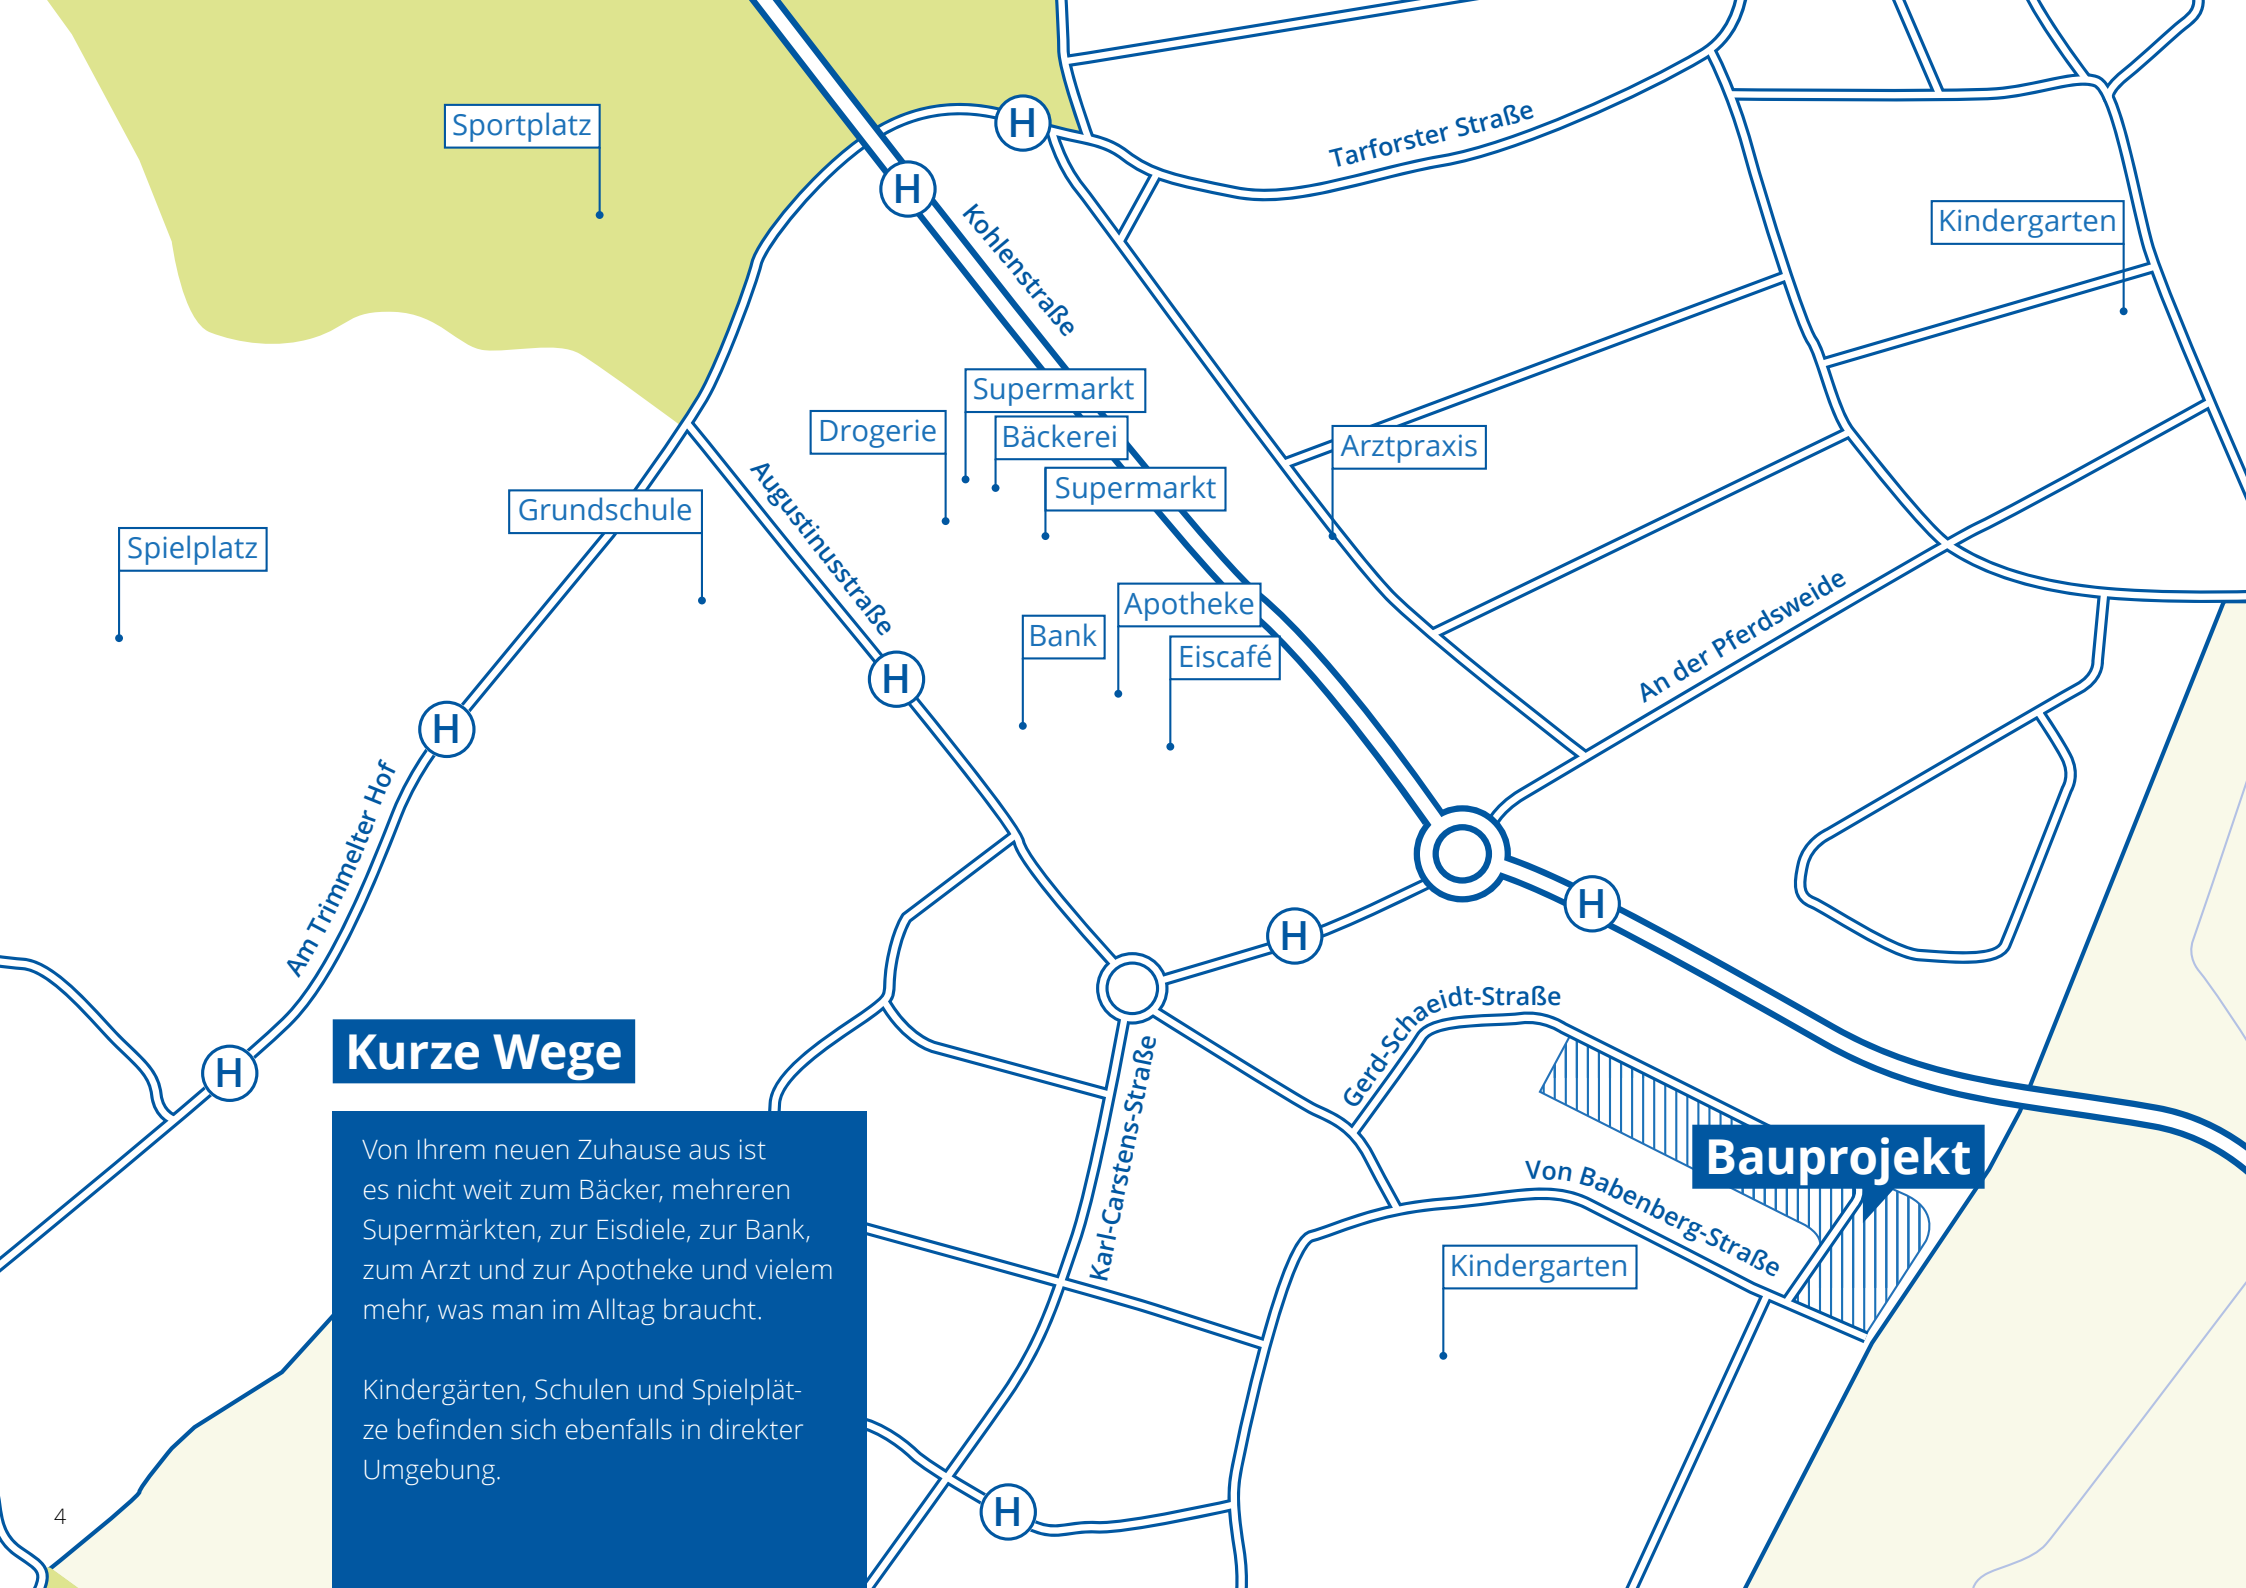 H
H
Tarforster Straße
Sportplatz
Kohlenstraße
Kindergarten
Supermarkt
Drogerie
Bäckerei
Arztpraxis
Supermarkt
Grundschule
Augustinusstraße
Spielplatz
Apotheke
Bank
Eiscafé
An der Pferdsweide
H
H
Am Trimmelter Hof
H
H
Gerd-Schaeidt-Straße
H
Kurze Wege
Karl-Carstens-Straße
Bauprojekt
Von Babenberg-Straße
Kindergarten
Von Ihrem neuen Zuhause aus ist
es nicht weit zum Bäcker, mehreren
Supermärkten, zur Eisdiele, zur Bank,
zum Arzt und zur Apotheke und vielem
mehr, was man im Alltag braucht.
Kindergärten, Schulen und Spielplät-
ze befinden sich ebenfalls in direkter
Umgebung.
H
4